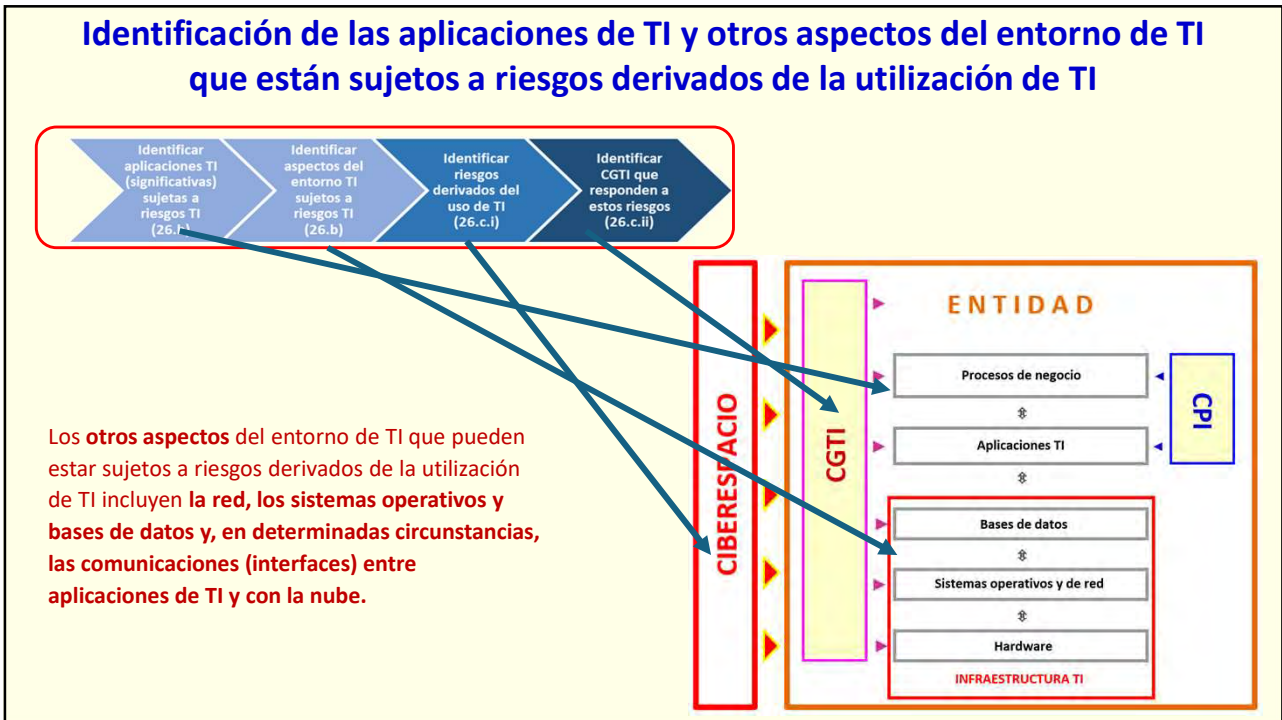 Identificación de las aplicaciones de TI y otros aspectos del entorno de TI
que están sujetos a riesgos derivados de la utilización de TI
Identificar
aplicaciones TI
(significativas)
sujetas a
riesgos TI
Identificar
aspectos del
entorno TI
sujetos a
riesgos TI
(26.b)
Identificar
riesgos
derivados del
uso de TI
(26.c.i)
Identificar
CGTI que
responden a
estos riesgos
(26.c.ii)
Los otros aspectos del entorno de TI que pueden
estar sujetos a riesgos derivados de la utilización
de TI incluyen la red, los sistemas operativos y
bases de datos y, en determinadas circunstancias,
las comunicaciones (interfaces) entre
aplicaciones de TI y con la nube.
CIBERESPACIO
CGTI
ENTIDAD
Procesos de negocio
Aplicaciones TI
CPI
Bases de datos
Sistemas operativos y de red
Hardware
INFRAESTRUCTURA TI